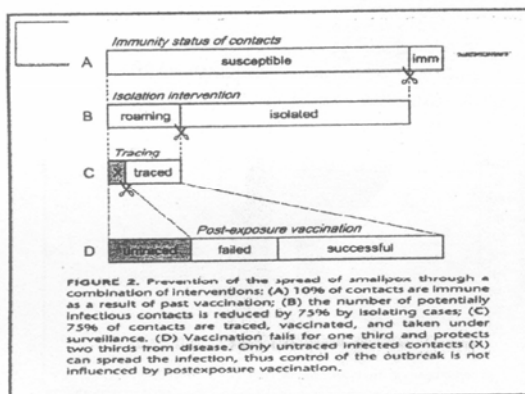 Immunity status of contacts
A susceptible imm
Isolation intervention
B roaming isolated
Tracing
C X traced
Post-exposure vaccination
D untraced failed successful
FIGURE 2. Prevention of the spread of smallpox through a
combination of interventions: (A) 10% of contacts are immune
as a result of past vaccination; (B) the number of potentially
infectious contacts is reduced by 75% by isolating cases; (C)
75% of contacts are traced, vaccinated, and taken under
surveillance. (D) Vaccination fails for one third and protects
two thirds from disease. Only untraced infected contacts (X)
can spread the infection, thus control of the outbreak is not
influenced by postexposure vaccination.